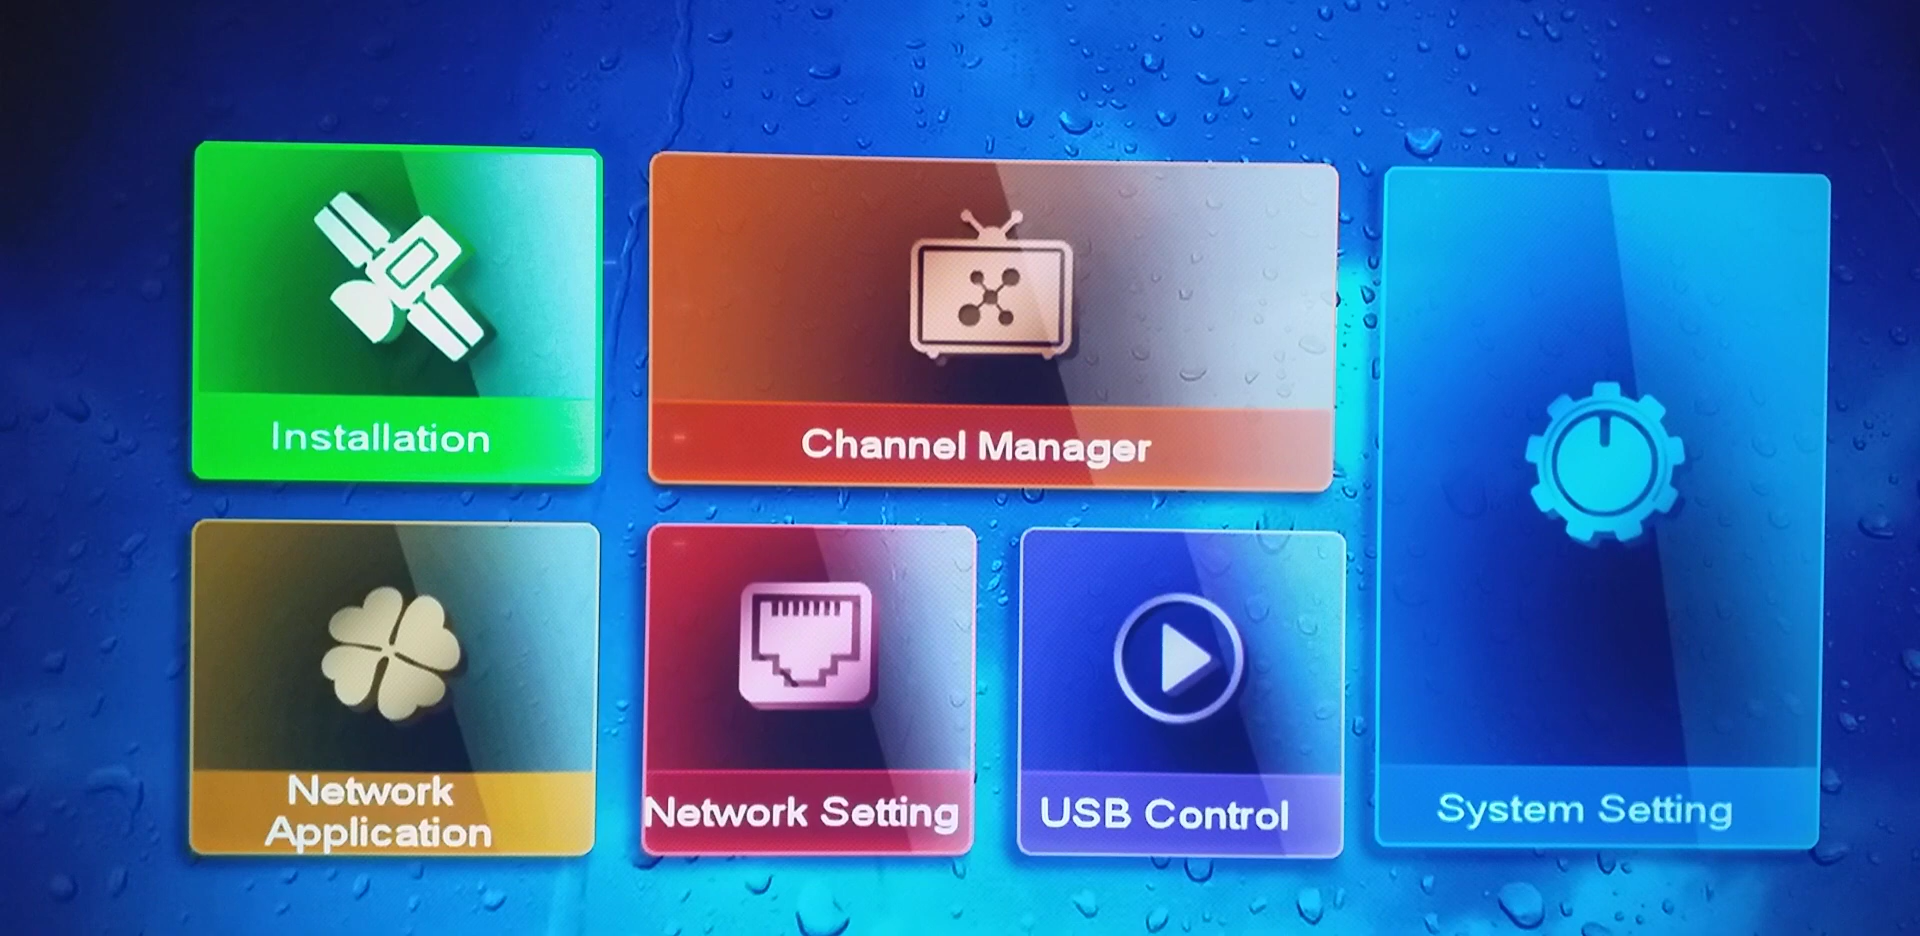 Installation
Channel Manager
Network
Application
Network Setting
USB Control
System Setting